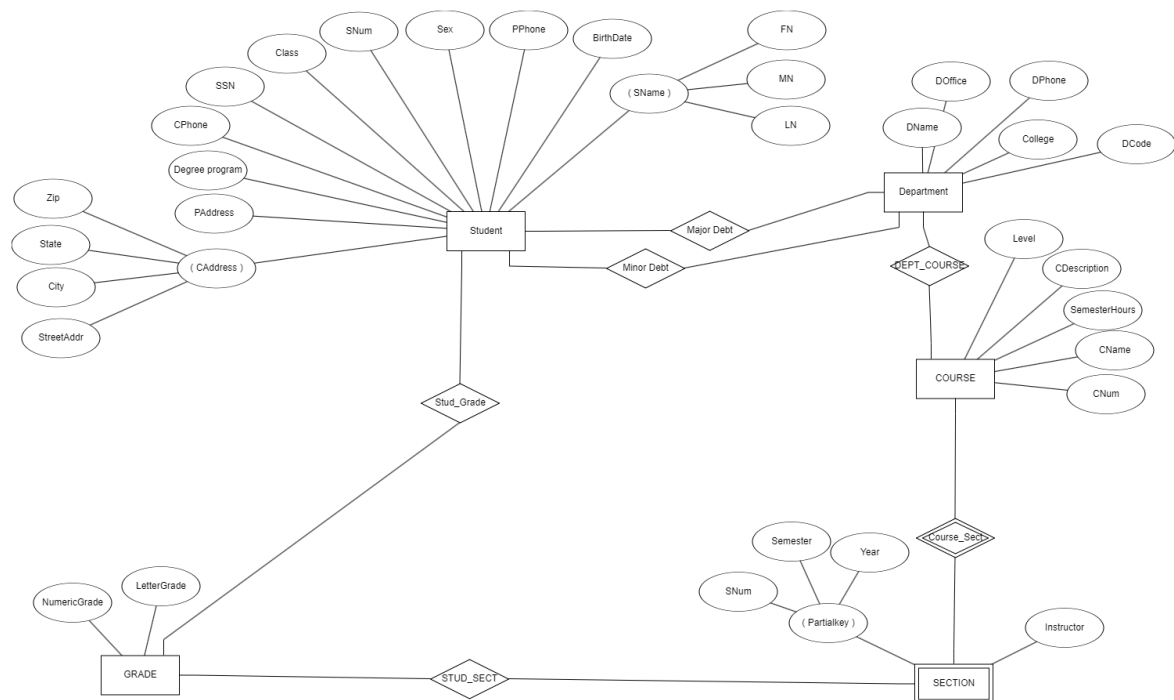 SNum
Sex
PPhone
BirthDate
FN
Class
MN
SSN
( SName )
DOffice
DPhone
CPhone
LN
DName
College
DCode
Degree program
Zip
Department
PAddress
Student
Major Debt
State
Level
( CAddress )
Minor Debt
DEPT_COURSE
CDescription
City
SemesterHours
StreetAddr
CName
COURSE
CNum
Stud_Grade
Semester
Year
Course_Sect
LetterGrade
SNum
NumericGrade
( Partialkey )
Instructor
GRADE
STUD_SECT
SECTION